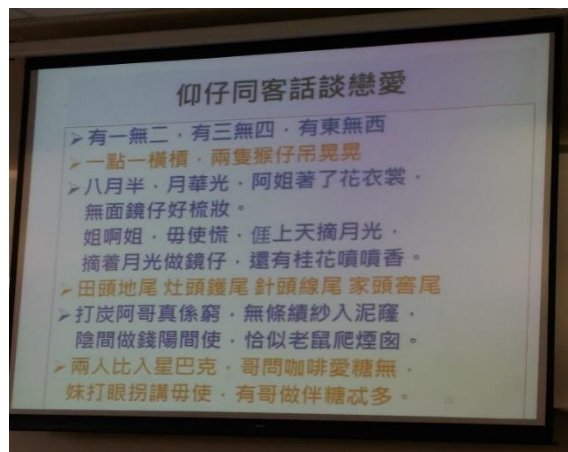 仰仔同客話談戀愛
➢有一無二．有三無四．有東無西
➢一點一橫槓．兩隻猴仔吊晃晃
➢八月半．月華光．阿姐著了花衣裳．
無面鏡仔好梳妝。
姐啊姐．毋使慌．𠊎上天摘月光．
摘着月光做鏡仔．還有桂花噴噴香。
➢田頭地尾 灶頭鑊尾 針頭線尾 家頭窖尾
➢打炭阿哥真係窮．無條績紗入泥窿．
陰間做錢陽間使．恰似老鼠爬煙囪。
➢兩人比入星巴克．哥問咖啡愛糖無．
妹打眼拐講毋使．有哥做伴糖忒多。